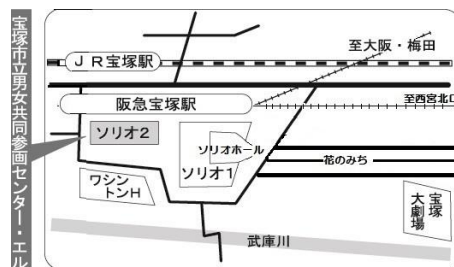 宝塚市立男女共同参画センター・エル
JR宝塚駅
至大阪・梅田
阪急宝塚駅
至西宮北口
ソリオ2
ソリオホール
ソリオ1
花のみち
ワシン
トンH
宝塚
大劇場
武庫川